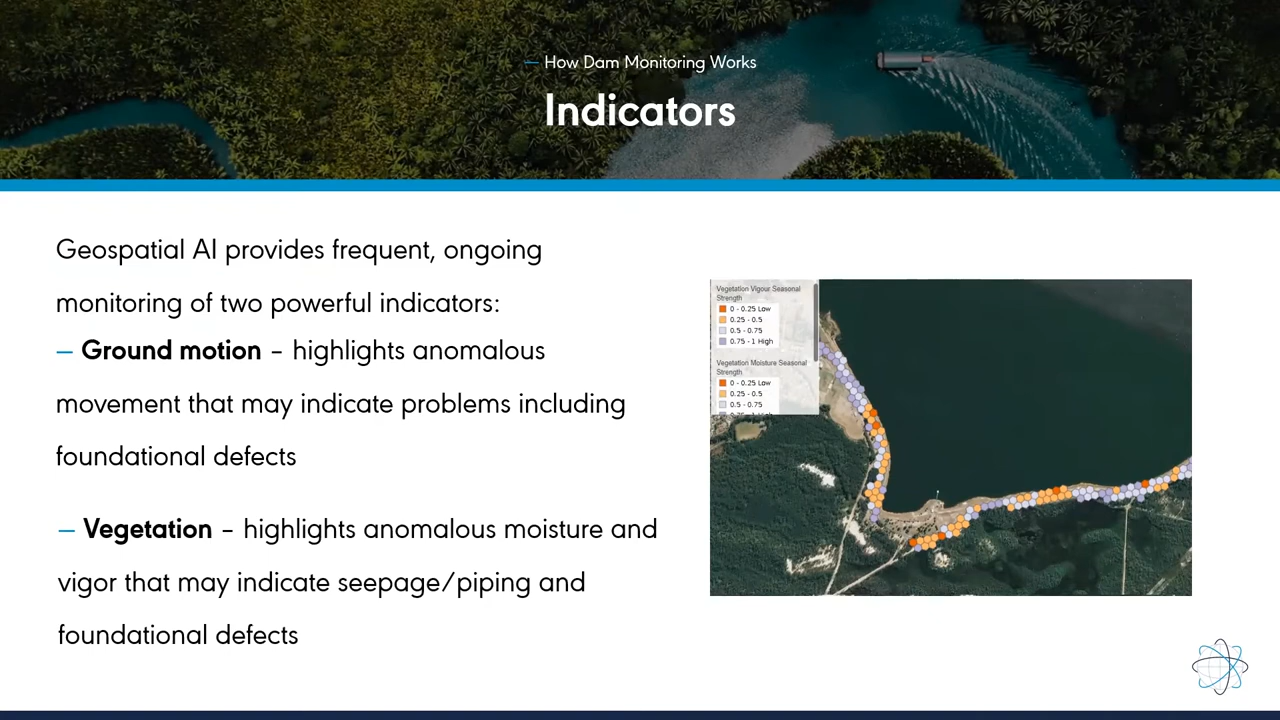 — How Dam Monitoring Works
Indicators
Geospatial AI provides frequent, ongoing
monitoring of two powerful indicators:
— Ground motion – highlights anomalous
movement that may indicate problems including
foundational defects
— Vegetation – highlights anomalous moisture and
vigor that may indicate seepage/piping and
foundational defects
Vegetation Vigour Seasonal
Strength
0 - 0.25 Low
0.25 - 0.5
0.5 - 0.75
0.75 - 1 High
Vegetation Moisture Seasonal
Strength
0 - 0.25 Low
0.25 - 0.5
0.5 - 0.75
0.75 - 1 High